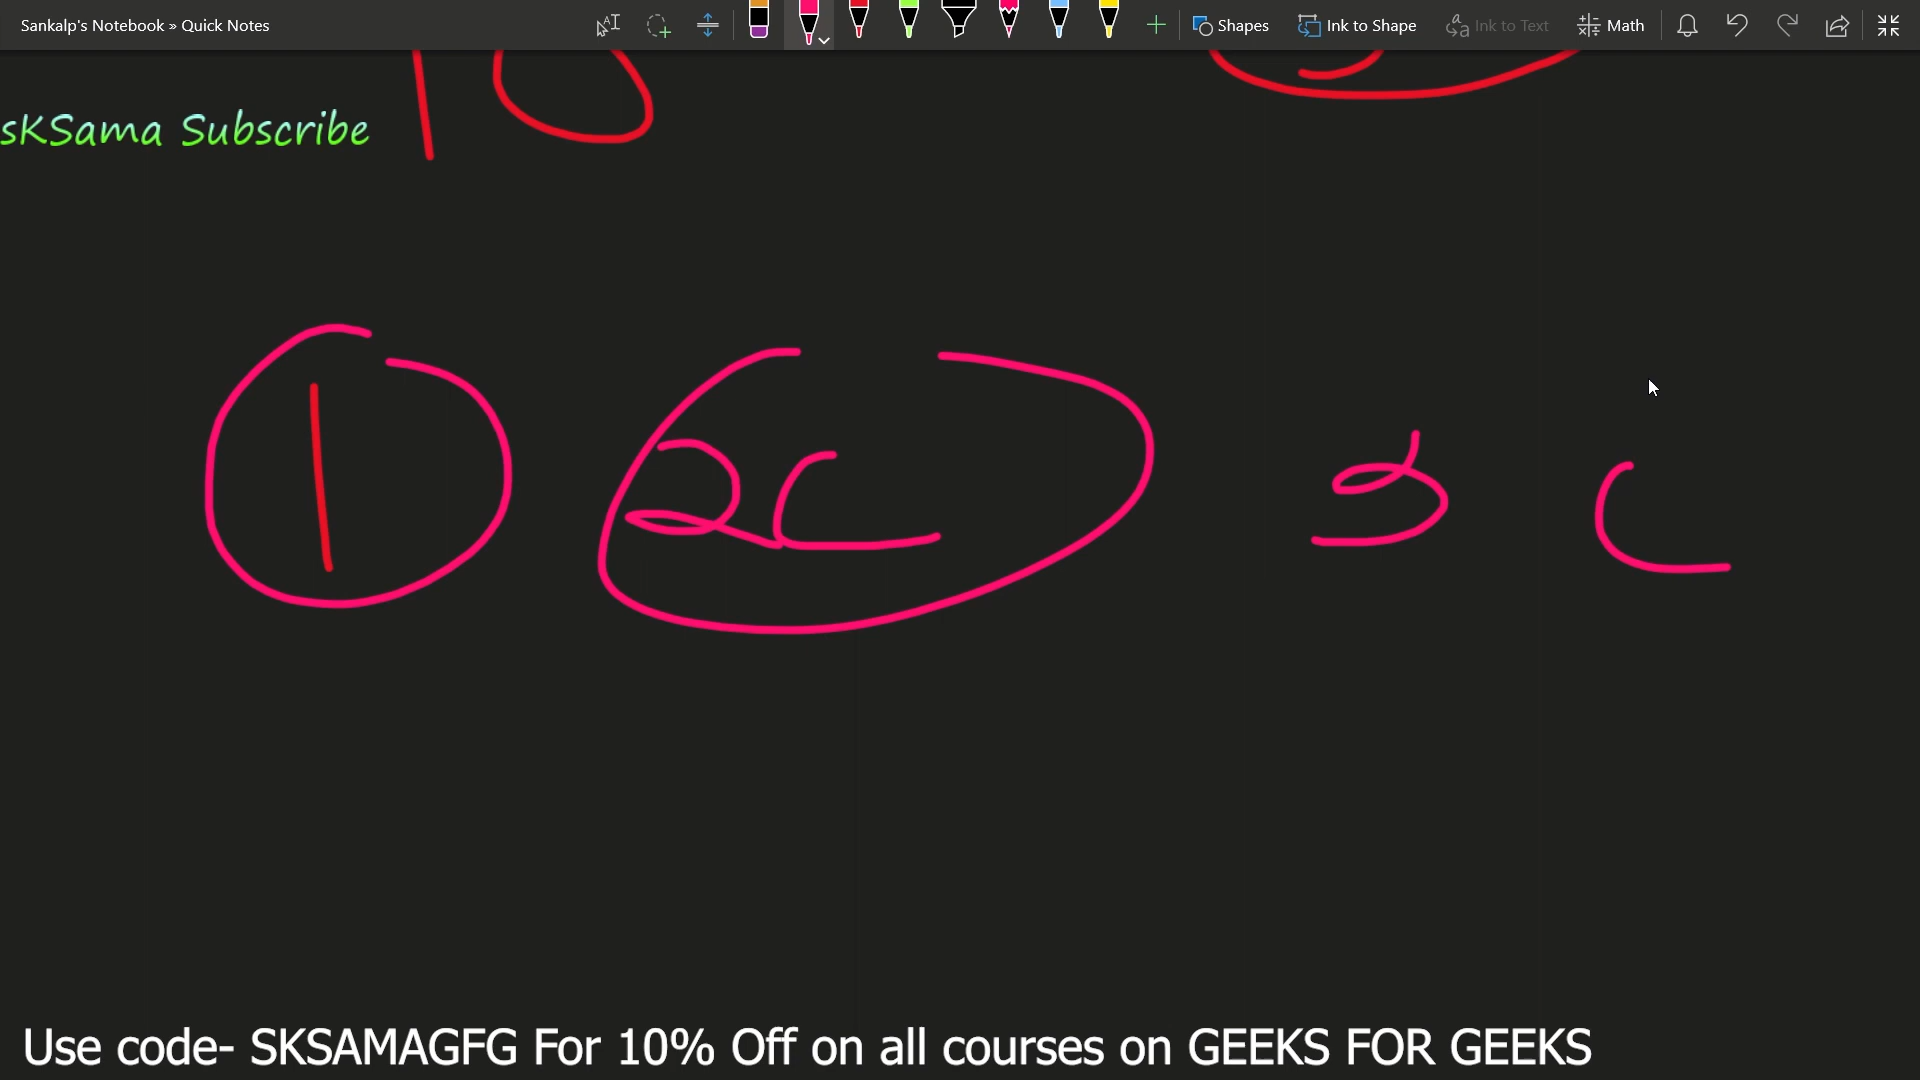 Sankalp's Notebook » Quick Notes Shapes Ink to Shape Ink to Text Math
sKSama Subscribe
1 2C 3 C
Use code- SKSAMAGFG For 10% Off on all courses on GEEKS FOR GEEKS